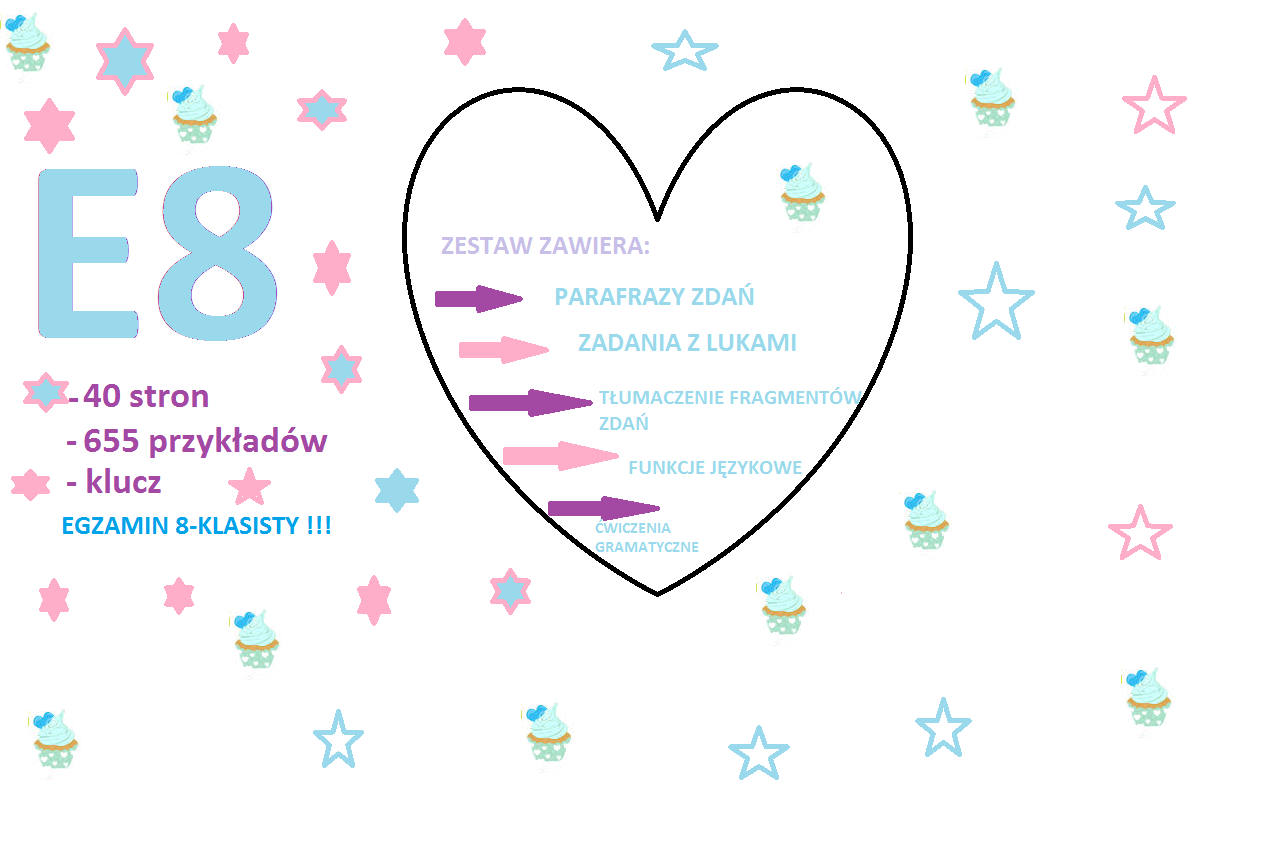 E8
- 40 stron
- 655 przykładów
- klucz
EGZAMIN 8-KLASISTY !!!
ZESTAW ZAWIERA:
PARAFRAZY ZDAŃ
ZADANIA Z LUKAMI
TŁUMACZENIE FRAGMENTÓW
ZDAŃ
FUNKCJE JĘZYKOWE
ĆWICZENIA
GRAMATYCZNE